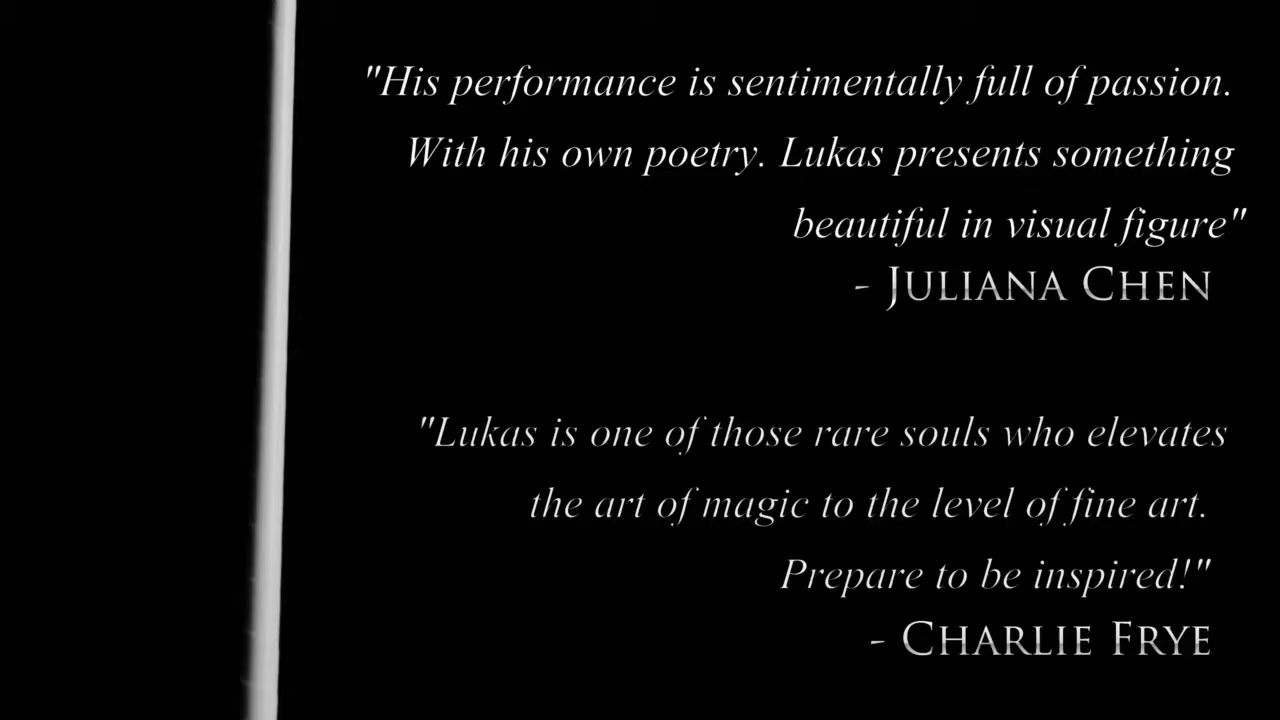 "His performance is sentimentally full of passion.
With his own poetry. Lukas presents something
beautiful in visual figure"
- JULIANA CHEN
"Lukas is one of those rare souls who elevates
the art of magic to the level of fine art.
Prepare to be inspired!"
- CHARLIE FRYE